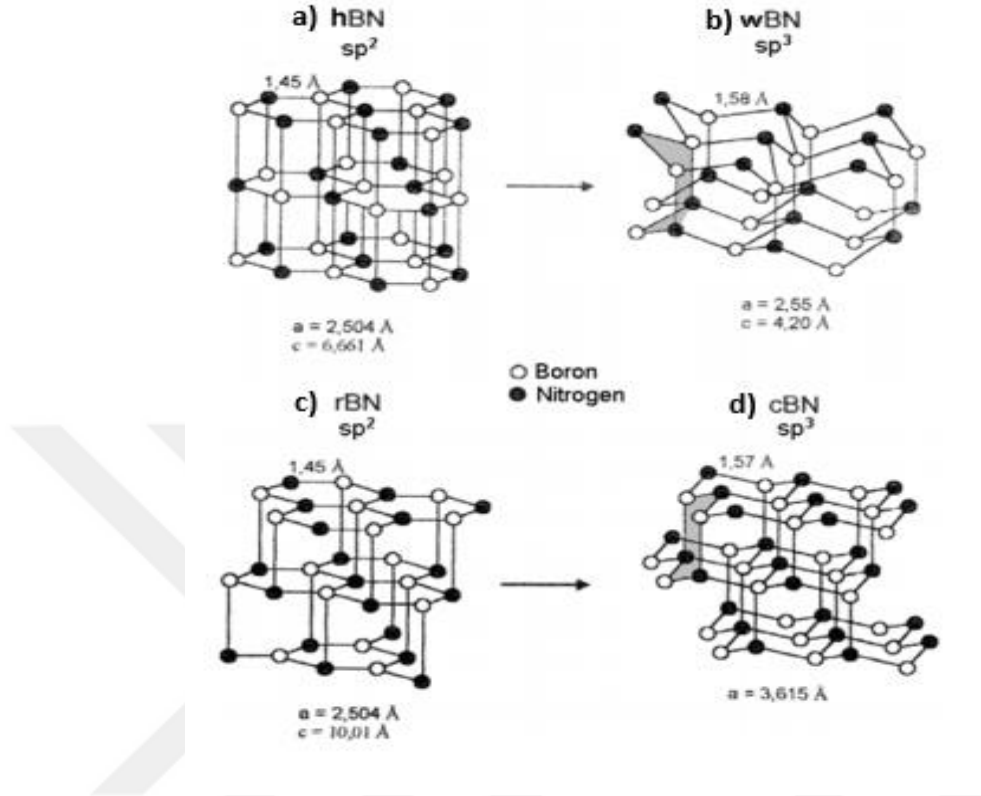 a) hBN
sp²
1,45 Å
a = 2,504 Å
c = 6,661 Å
b) wBN
sp³
1,58 Å
a = 2,55 Å
c = 4,20 Å
Boron
Nitrogen
c) rBN
sp²
1,45 Å
a = 2,504 Å
c = 10,01 Å
d) cBN
sp³
1,57 Å
a = 3,615 Å